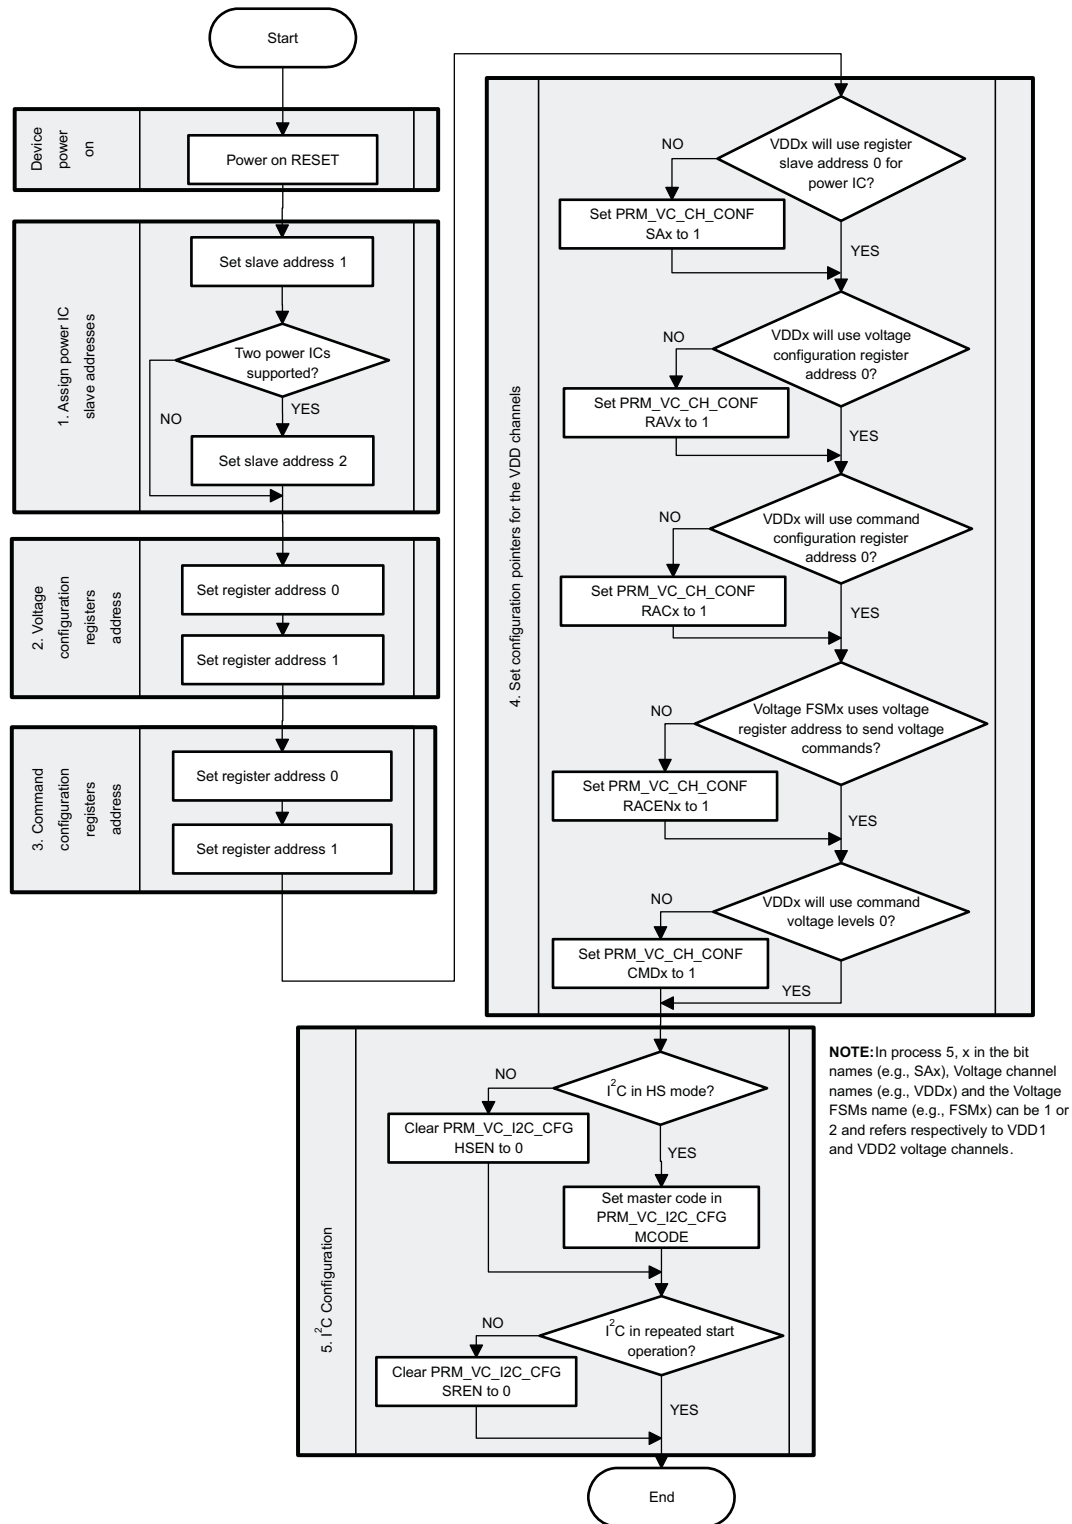 Start
Device
power
on
Power on RESET
1. Assign power IC
slave addresses
Set slave address 1
Two power ICs
supported?
YES
NO
Set slave address 2
2. Voltage
configuration
registers
address
Set register address 0
Set register address 1
3. Command
configuration
registers
address
Set register address 0
Set register address 1
4. Set configuration pointers for the VDD channels
VDDx will use register
slave address 0 for
power IC?
NO
Set PRM_VC_CH_CONF
SAx to 1
YES
VDDx will use voltage
configuration register
address 0?
NO
Set PRM_VC_CH_CONF
RAVx to 1
YES
VDDx will use command
configuration register
address 0?
NO
Set PRM_VC_CH_CONF
RACx to 1
YES
Voltage FSMx uses voltage
register address to send voltage
commands?
NO
Set PRM_VC_CH_CONF
RACENx to 1
YES
VDDx will use command
voltage levels 0?
NO
Set PRM_VC_CH_CONF
CMDx to 1
YES
5. I²C Configuration
I²C in HS mode?
NO
Clear PRM_VC_I2C_CFG
HSEN to 0
YES
Set master code in
PRM_VC_I2C_CFG
MCODE
I²C in repeated start
operation?
NO
Clear PRM_VC_I2C_CFG
SREN to 0
YES
End
NOTE: In process 5, x in the bit
names (e.g., SAx), Voltage channel
names (e.g., VDDx) and the Voltage
FSMs name (e.g., FSMx) can be 1 or
2 and refers respectively to VDD1
and VDD2 voltage channels.